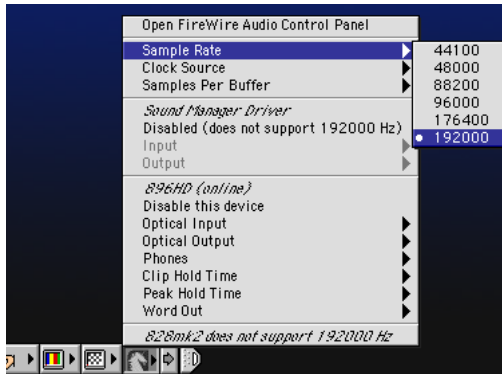 Open FireWire Audio Control Panel
Sample Rate
Clock Source
Samples Per Buffer
Sound Manager Driver
Disabled (does not support 192000 Hz)
Input
Output
896HD (online)
Disable this device
Optical Input
Optical Output
Phones
Clip Hold Time
Peak Hold Time
Word Out
828mk2 does not support 192000 Hz
44100
48000
88200
96000
176400
192000